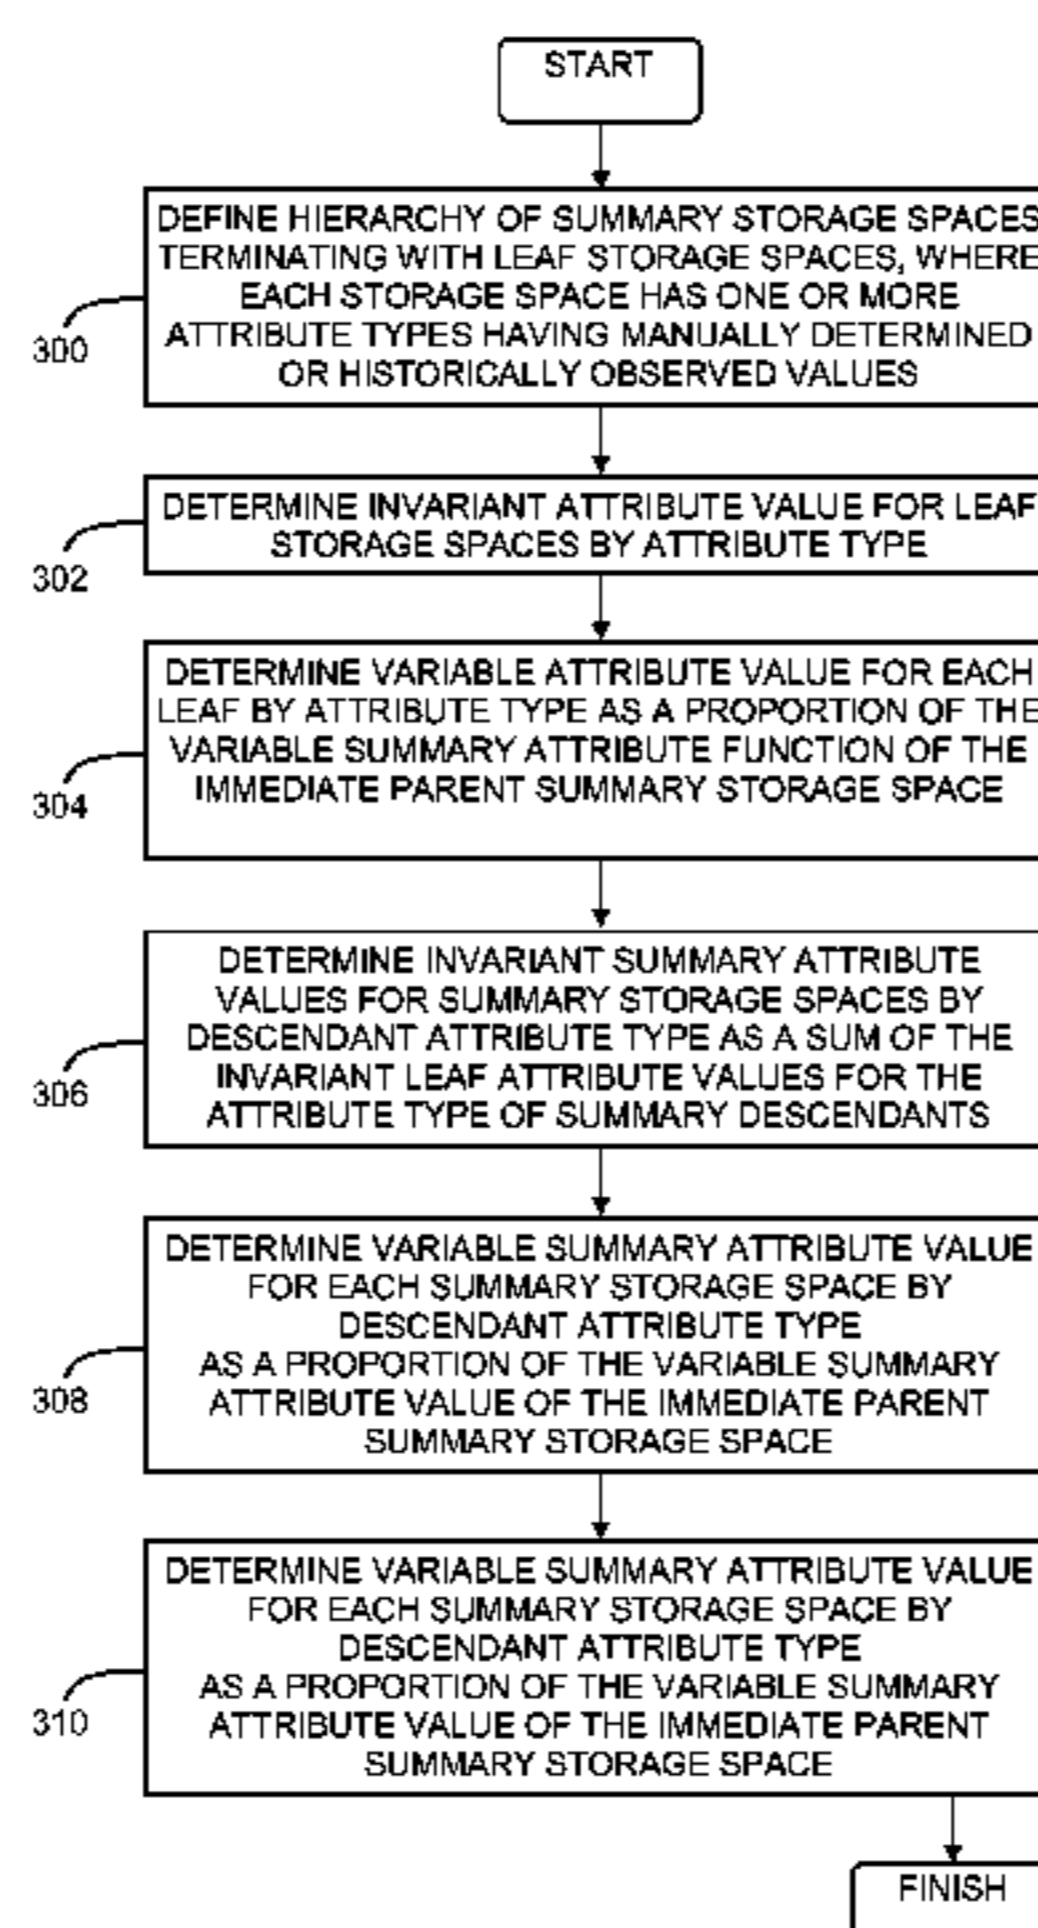 START
DEFINE HIERARCHY OF SUMMARY STORAGE SPACES
TERMINATING WITH LEAF STORAGE SPACES, WHERE
EACH STORAGE SPACE HAS ONE OR MORE
ATTRIBUTE TYPES HAVING MANUALLY DETERMINED
OR HISTORICALLY OBSERVED VALUES
300
DETERMINE INVARIANT ATTRIBUTE VALUE FOR LEAF
STORAGE SPACES BY ATTRIBUTE TYPE
302
DETERMINE VARIABLE ATTRIBUTE VALUE FOR EACH
LEAF BY ATTRIBUTE TYPE AS A PROPORTION OF THE
VARIABLE SUMMARY ATTRIBUTE FUNCTION OF THE
IMMEDIATE PARENT SUMMARY STORAGE SPACE
304
DETERMINE INVARIANT SUMMARY ATTRIBUTE
VALUES FOR SUMMARY STORAGE SPACES BY
DESCENDANT ATTRIBUTE TYPE AS A SUM OF THE
INVARIANT LEAF ATTRIBUTE VALUES FOR THE
ATTRIBUTE TYPE OF SUMMARY DESCENDANTS
306
DETERMINE VARIABLE SUMMARY ATTRIBUTE VALUE
FOR EACH SUMMARY STORAGE SPACE BY
DESCENDANT ATTRIBUTE TYPE
AS A PROPORTION OF THE VARIABLE SUMMARY
ATTRIBUTE VALUE OF THE IMMEDIATE PARENT
SUMMARY STORAGE SPACE
308
DETERMINE VARIABLE SUMMARY ATTRIBUTE VALUE
FOR EACH SUMMARY STORAGE SPACE BY
DESCENDANT ATTRIBUTE TYPE
AS A PROPORTION OF THE VARIABLE SUMMARY
ATTRIBUTE VALUE OF THE IMMEDIATE PARENT
SUMMARY STORAGE SPACE
310
FINISH